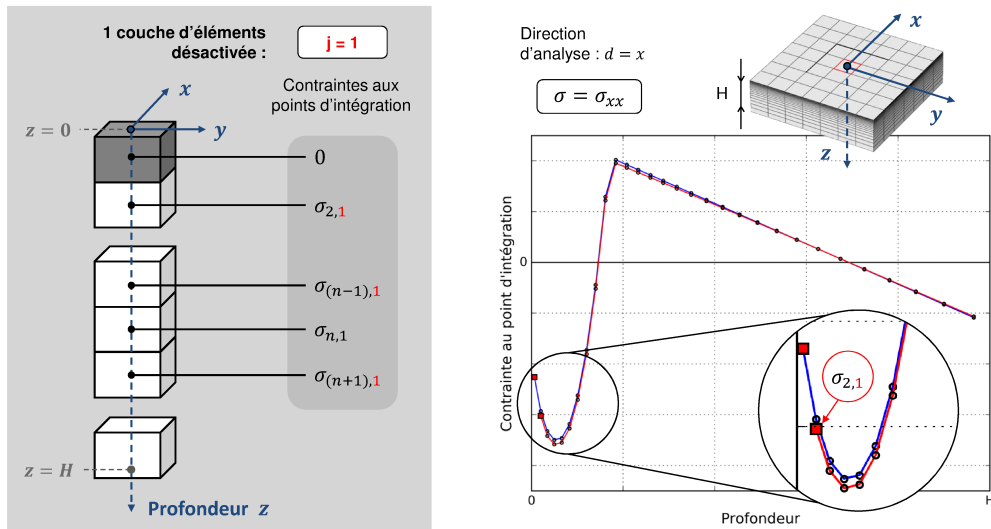 1 couche d'éléments
désactivée :
j = 1
Contraintes aux
points d'intégration
x
z = 0
y
0
σ2,1
σ(n−1),1
σn,1
σ(n+1),1
z = H
Profondeur z
Direction
d'analyse : d = x
σ = σxx
x
H
y
z
Contrainte au point d'intégration
0
σ2,1
0
H
Profondeur